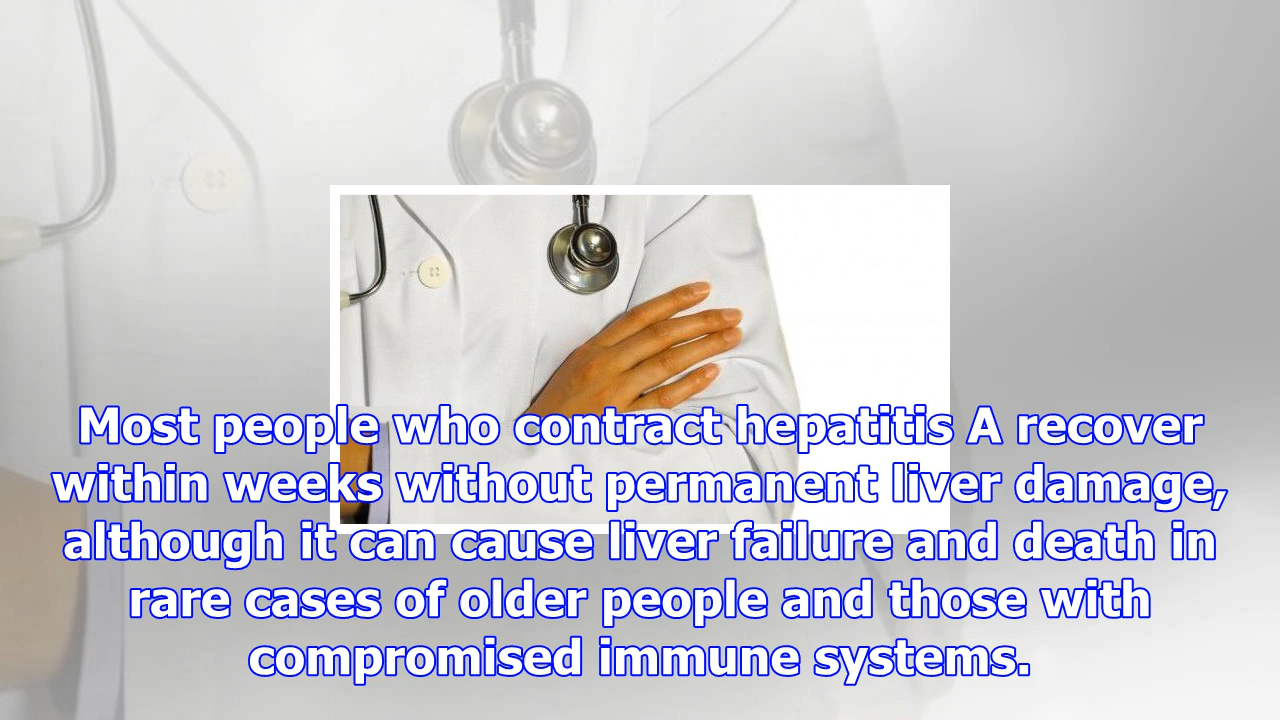 Most people who contract hepatitis A recover
within weeks without permanent liver damage,
although it can cause liver failure and death in
rare cases of older people and those with
compromised immune systems.